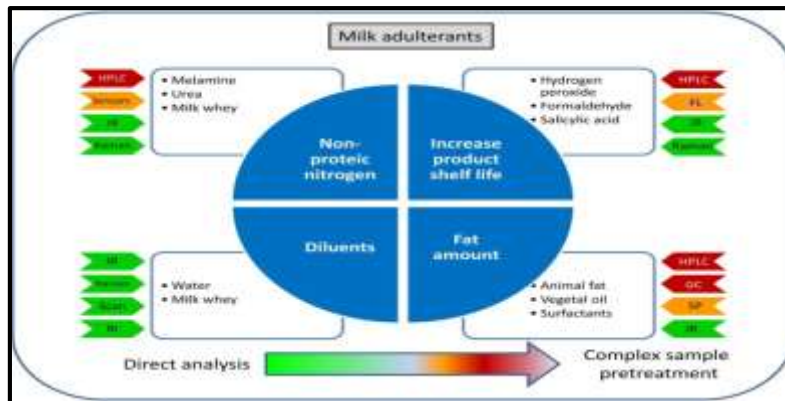 Milk adulterants
HPLC
Sensors
IR
Raman
• Melamine
• Urea
• Milk whey
• Hydrogen
peroxide
• Formaldehyde
• Salicylic acid
HPLC
FL
IR
Raman
Non-
proteic
nitrogen
Increase
product
shelf life
Diluents
Fat
amount
IR
Raman
• Water
• Milk whey
• Animal fat
• Vegetal oil
• Surfactants
HPLC
GC
SP
IR
Direct analysis
Complex sample
pretreatment